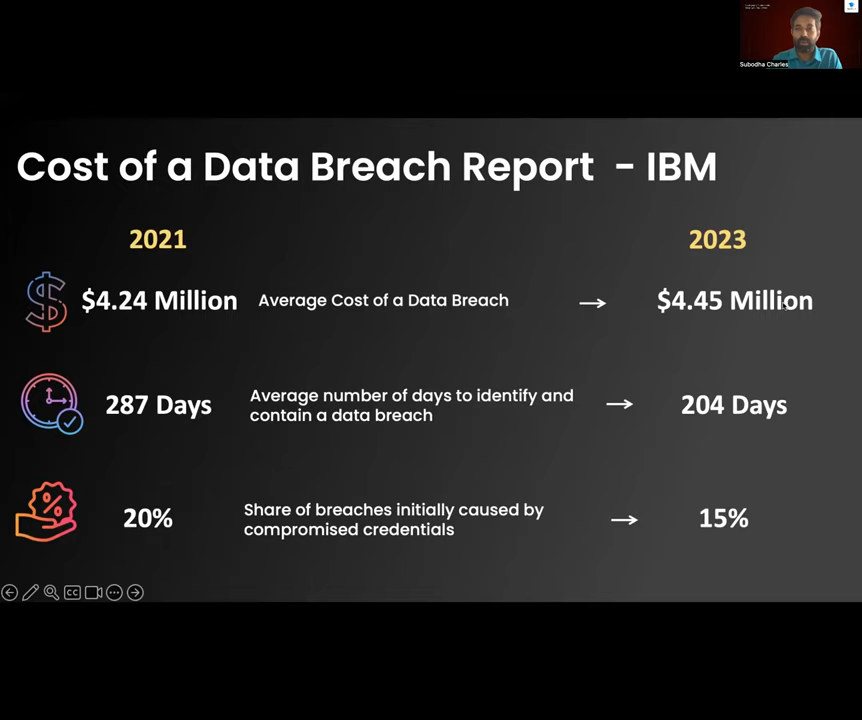 Subodha Charles
Cost of a Data Breach Report - IBM
2021
2023
$4.24 Million
Average Cost of a Data Breach
→
$4.45 Million
287 Days
Average number of days to identify and
contain a data breach
→
204 Days
%
20%
Share of breaches initially caused by
compromised credentials
→
15%
CC